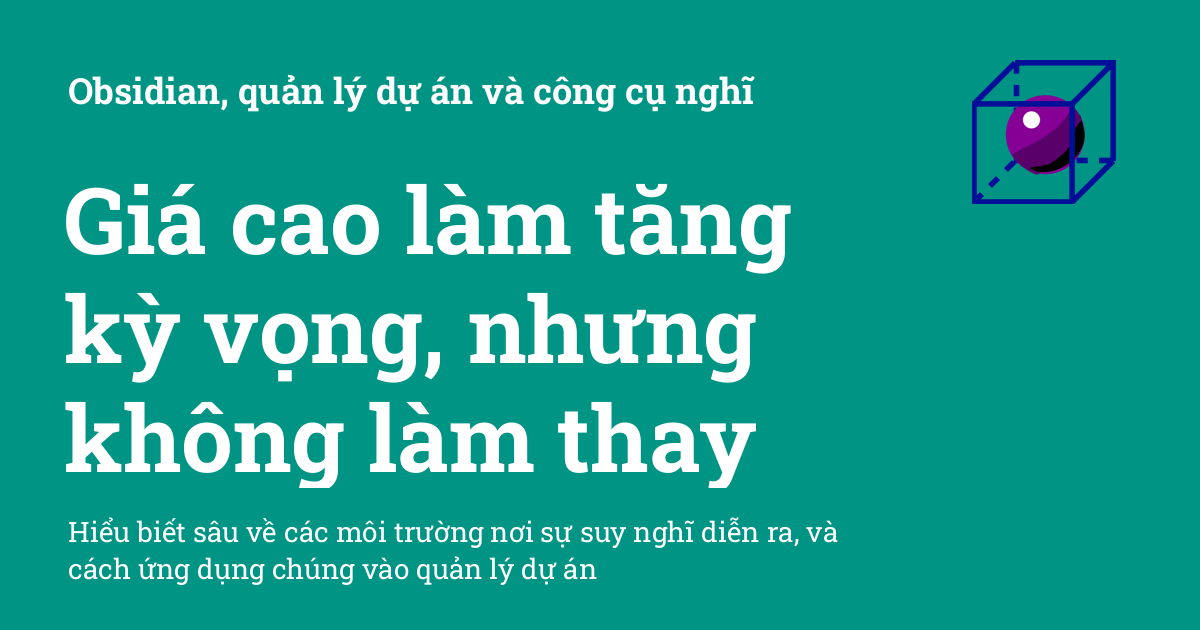 Obsidian, quản lý dự án và công cụ nghĩ
Giá cao làm tăng
kỳ vọng, nhưng
không làm thay
Hiểu biết sâu về các môi trường nơi sự suy nghĩ diễn ra, và
cách ứng dụng chúng vào quản lý dự án